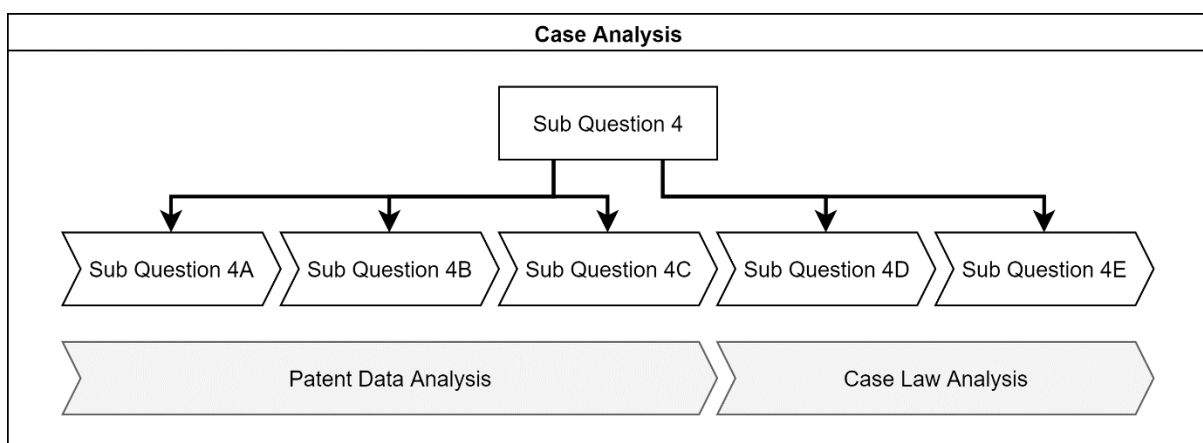 Case Analysis
Sub Question 4
Sub Question 4A
Sub Question 4B
Sub Question 4C
Sub Question 4D
Sub Question 4E
Patent Data Analysis
Case Law Analysis